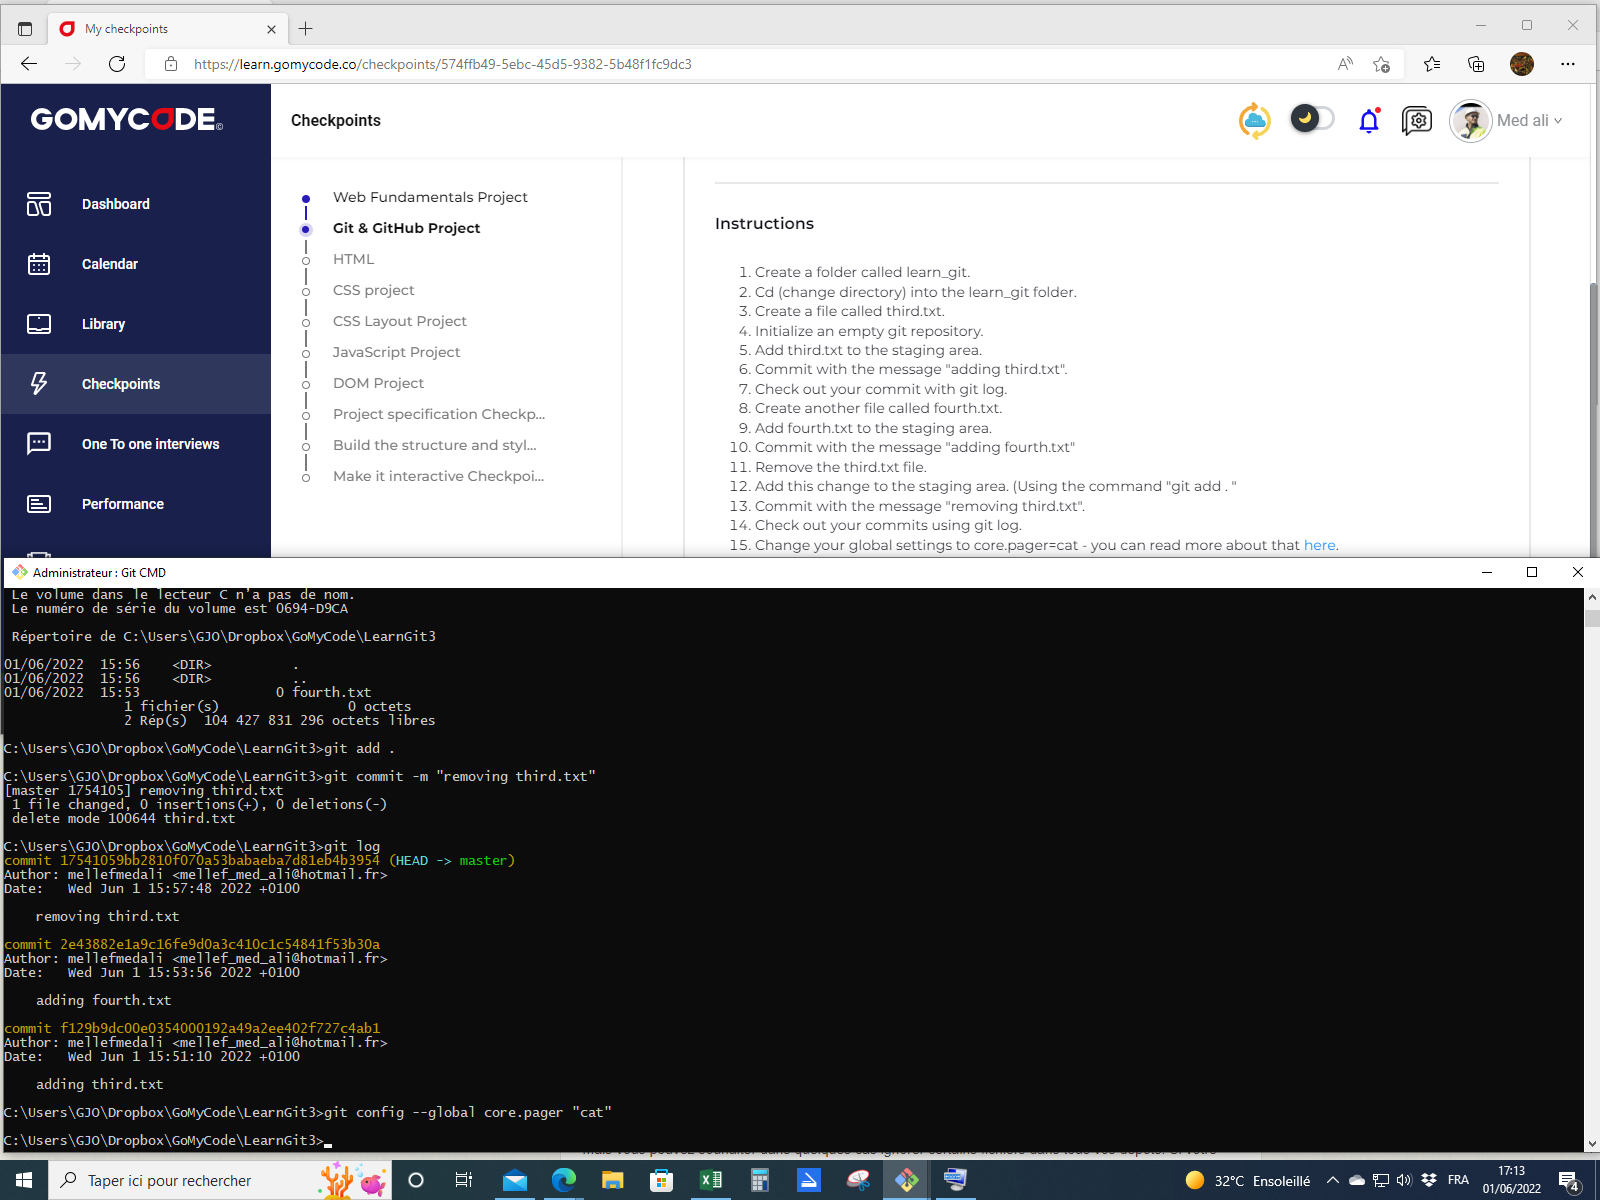 My checkpoints
https://learn.gomycode.co/checkpoints/574ffb49-5ebc-45d5-9382-5b48f1fc9dc3
GOMYCODE
Checkpoints
Med ali
Dashboard
Calendar
Library
Checkpoints
One To one interviews
Performance
Web Fundamentals Project
Git & GitHub Project
HTML
CSS project
CSS Layout Project
JavaScript Project
DOM Project
Project specification Checkp...
Build the structure and styl...
Make it interactive Checkpoi...
Instructions
1. Create a folder called learn_git.
2. Cd (change directory) into the learn_git folder.
3. Create a file called third.txt.
4. Initialize an empty git repository.
5. Add third.txt to the staging area.
6. Commit with the message "adding third.txt".
7. Check out your commit with git log.
8. Create another file called fourth.txt.
9. Add fourth.txt to the staging area.
10. Commit with the message "adding fourth.txt"
11. Remove the third.txt file.
12. Add this change to the staging area. (Using the command "git add . "
13. Commit with the message "removing third.txt".
14. Check out your commits using git log.
15. Change your global settings to core.pager=cat - you can read more about that here.
Administrateur : Git CMD
Le volume dans le lecteur C n'a pas de nom.
Le numéro de série du volume est 0694-D9CA
Répertoire de C:\Users\GJO\Dropbox\GoMyCode\LearnGit3
01/06/2022  15:56    <DIR>          .
01/06/2022  15:56    <DIR>          ..
01/06/2022  15:53                 0 fourth.txt
1 fichier(s)                0 octets
2 Rép(s)  104 427 831 296 octets libres
C:\Users\GJO\Dropbox\GoMyCode\LearnGit3>git add .
C:\Users\GJO\Dropbox\GoMyCode\LearnGit3>git commit -m "removing third.txt"
[master 1754105] removing third.txt
1 file changed, 0 insertions(+), 0 deletions(-)
delete mode 100644 third.txt
C:\Users\GJO\Dropbox\GoMyCode\LearnGit3>git log
commit 17541059bb2810f070a53babaeba7d81eb4b3954 (HEAD -> master)
Author: mellefmedali <mellef_med_ali@hotmail.fr>
Date:   Wed Jun 1 15:57:48 2022 +0100
removing third.txt
commit 2e43882e1a9c16fe9d0a3c410c1c54841f53b30a
Author: mellefmedali <mellef_med_ali@hotmail.fr>
Date:   Wed Jun 1 15:53:56 2022 +0100
adding fourth.txt
commit f129b9dc00e0354000192a49a2ee402f727c4ab1
Author: mellefmedali <mellef_med_ali@hotmail.fr>
Date:   Wed Jun 1 15:51:10 2022 +0100
adding third.txt
C:\Users\GJO\Dropbox\GoMyCode\LearnGit3>git config --global core.pager "cat"
C:\Users\GJO\Dropbox\GoMyCode\LearnGit3>
Taper ici pour rechercher
32°C Ensoleillé
FRA
17:13
01/06/2022
4